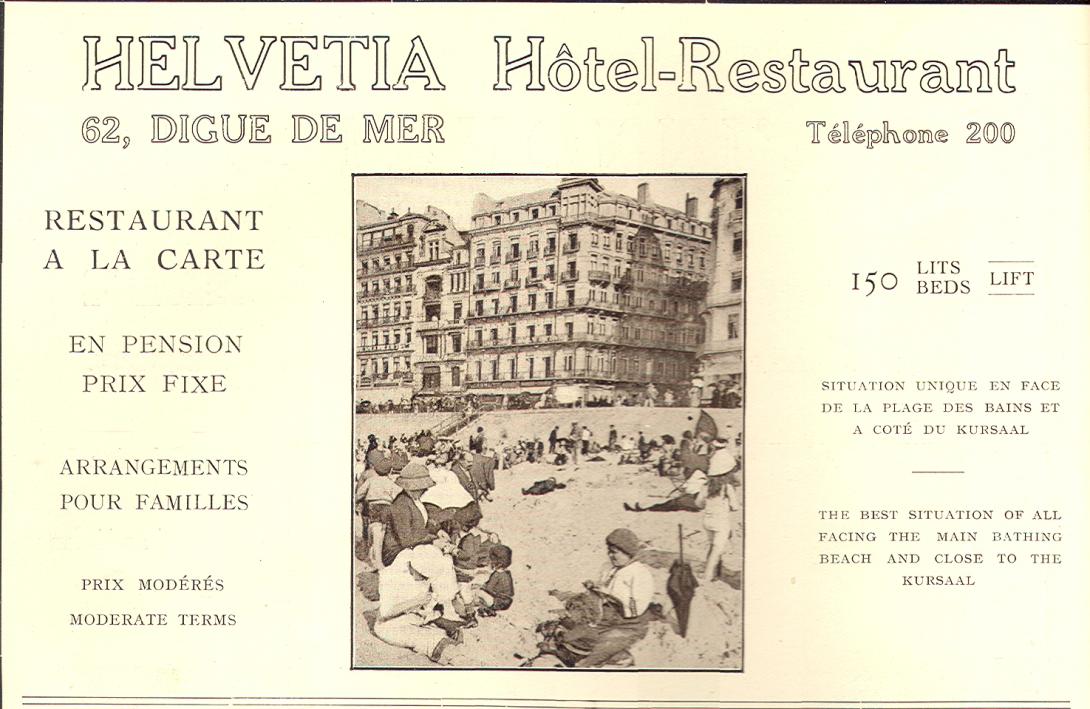 HELVETIA Hôtel-Restaurant
62, DIGUE DE MER Téléphone 200
RESTAURANT
A LA CARTE
EN PENSION
PRIX FIXE
ARRANGEMENTS
POUR FAMILLES
PRIX MODÉRÉS
MODERATE TERMS
150 LITS
BEDS LIFT
SITUATION UNIQUE EN FACE
DE LA PLAGE DES BAINS ET
A COTÉ DU KURSAAL
THE BEST SITUATION OF ALL
FACING THE MAIN BATHING
BEACH AND CLOSE TO THE
KURSAAL